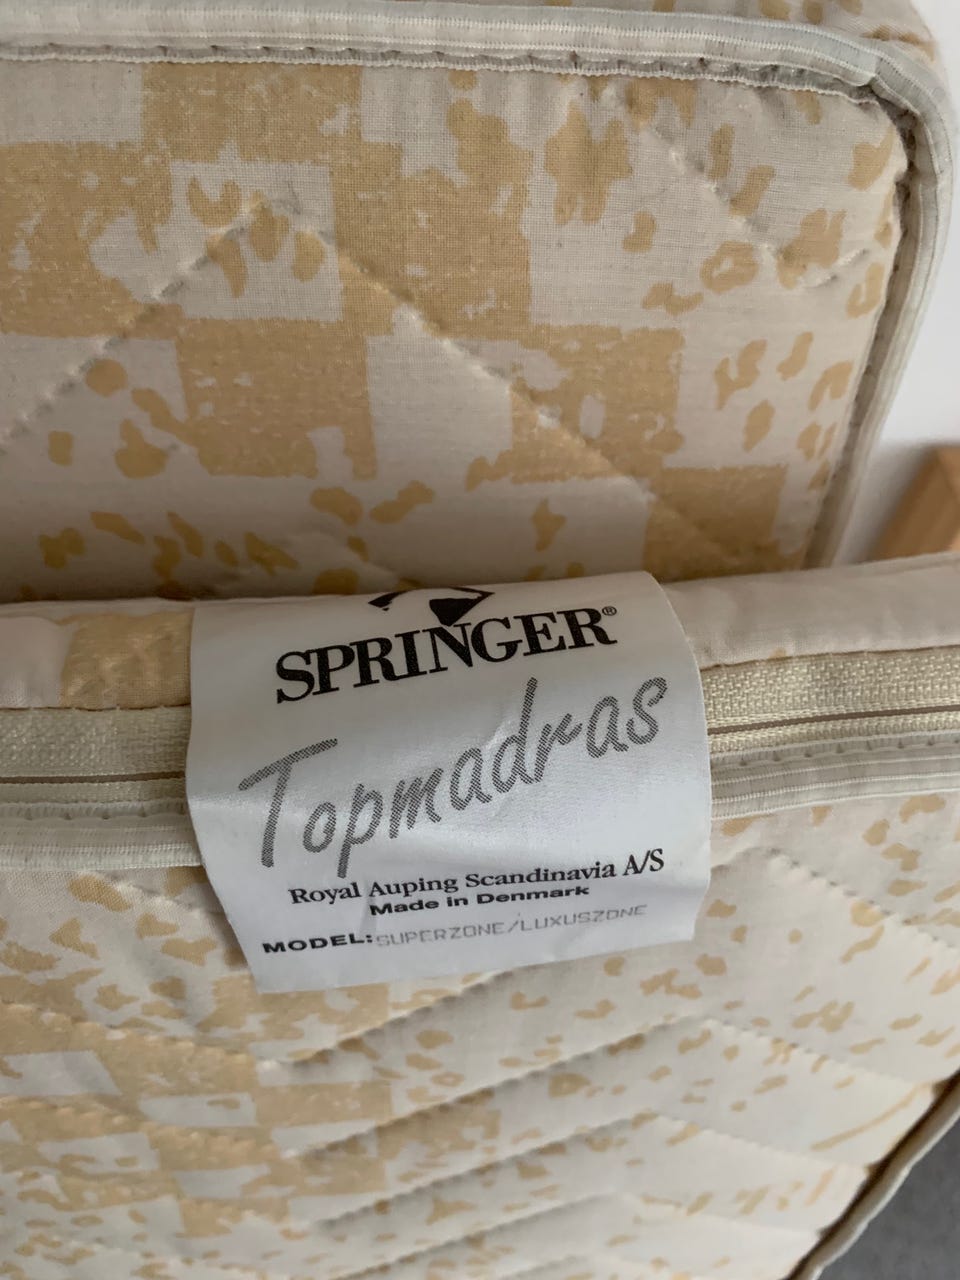 SPRINGER®
Topmadras
Royal Auping Scandinavia A/S
Made in Denmark
MODEL: SUPERZONE/LUXUSZONE